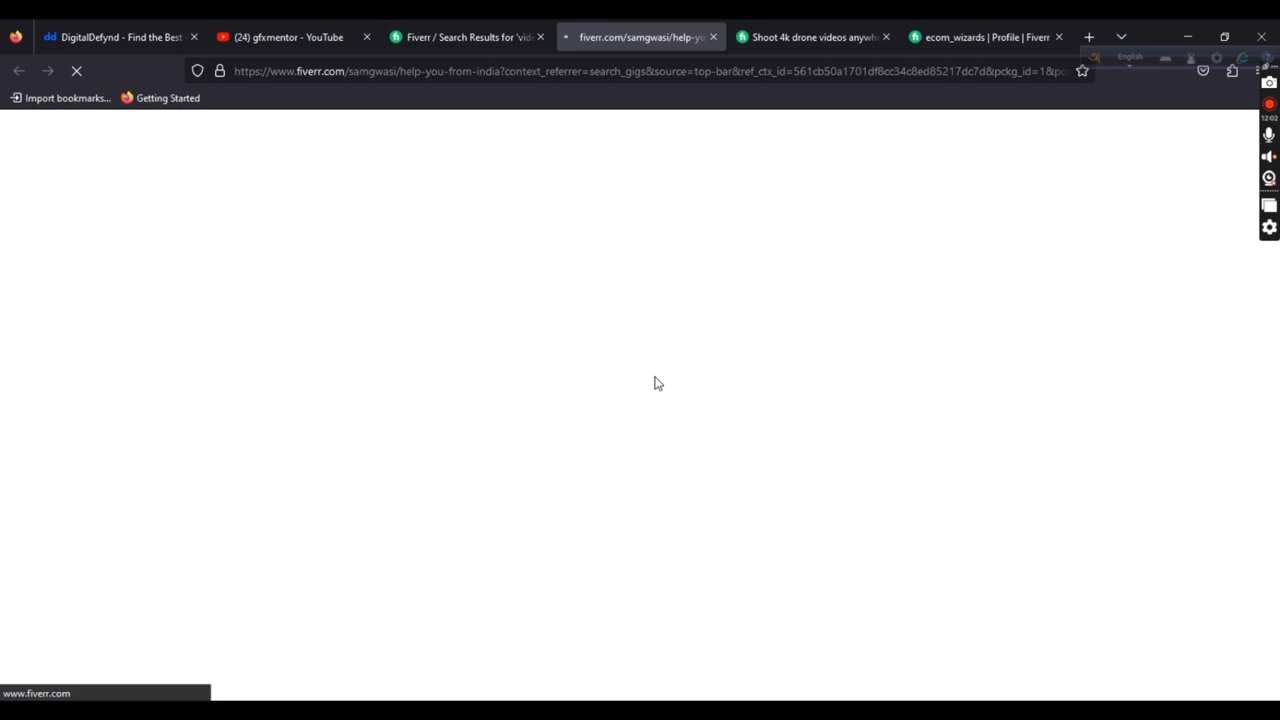 DigitalDefynd - Find the Best
(24) gfxmentor - YouTube
Fiverr / Search Results for 'vide
fiverr.com/samgwasi/help-yo
Shoot 4k drone videos anywhe
ecom_wizards | Profile | Fiverr
English
https://www.fiverr.com/samgwasi/help-you-from-india?context_referrer=search_gigs&source=top-bar&ref_ctx_id=561cb50a1701df8cc34c8ed85217dc7d&pckg_id=1&po
Import bookmarks...
Getting Started
12:02
www.fiverr.com